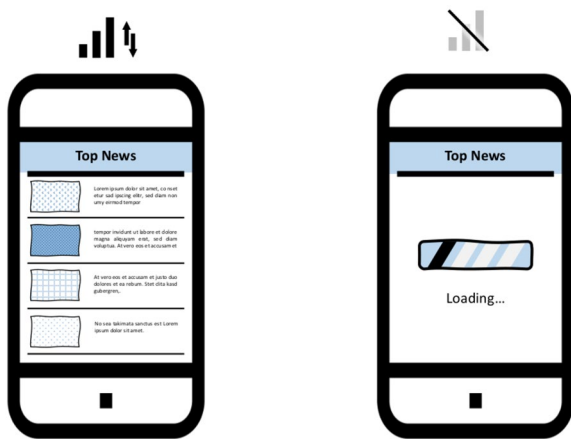 Top News
Lorem ipsum dolor sit amet, co nset
etur sad ipscing elitr, sed diam non
umy eirmod tempor
tempor invidunt ut labore et dolore
magna aliquyam erat, sed diam
voluptua. At vero eos et accusam et
At vero eos et accusam et justo duo
dolores et ea rebum. Stet clita kasd
gubergren,.
No sea takimata sanctus est Lorem
ipsum dolor sit amet.
Top News
Loading...